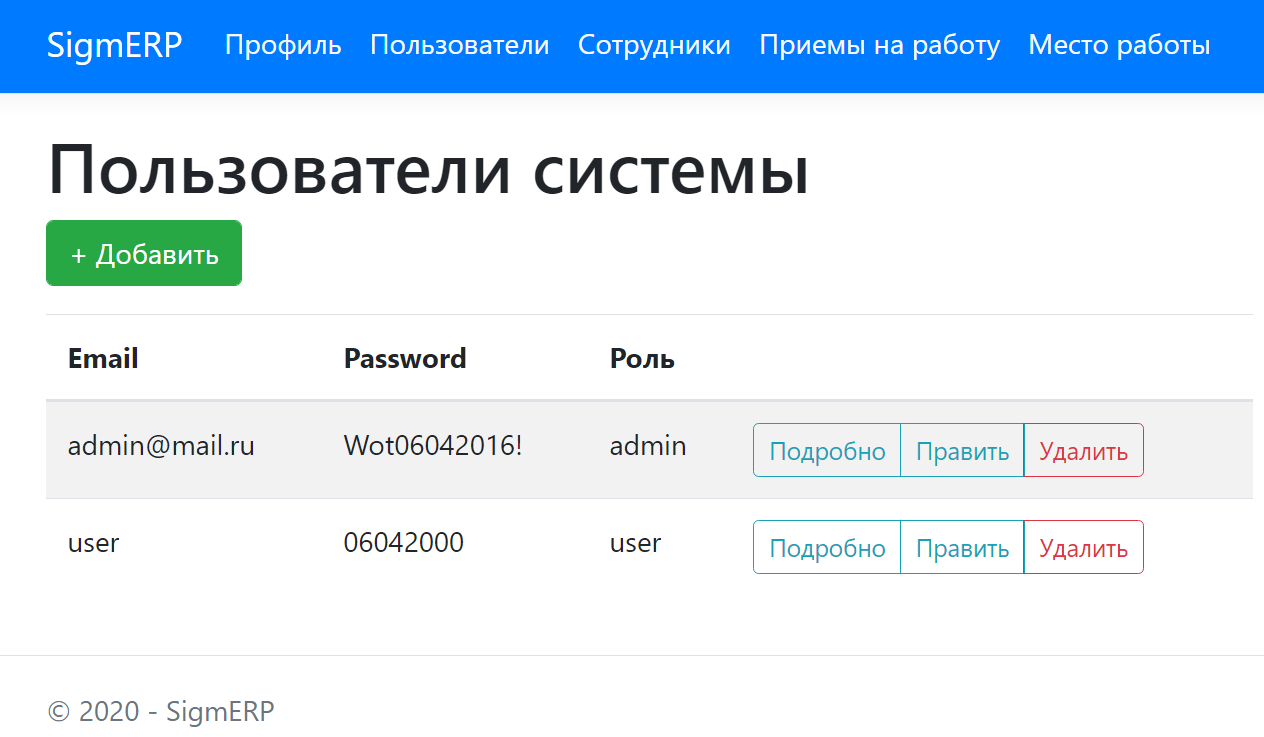 SigmERP Профиль Пользователи Сотрудники Приемы на работу Место работы
Пользователи системы
+ Добавить
Email Password Роль
admin@mail.ru Wot06042016! admin Подробно Править Удалить
user 06042000 user Подробно Править Удалить
© 2020 - SigmERP